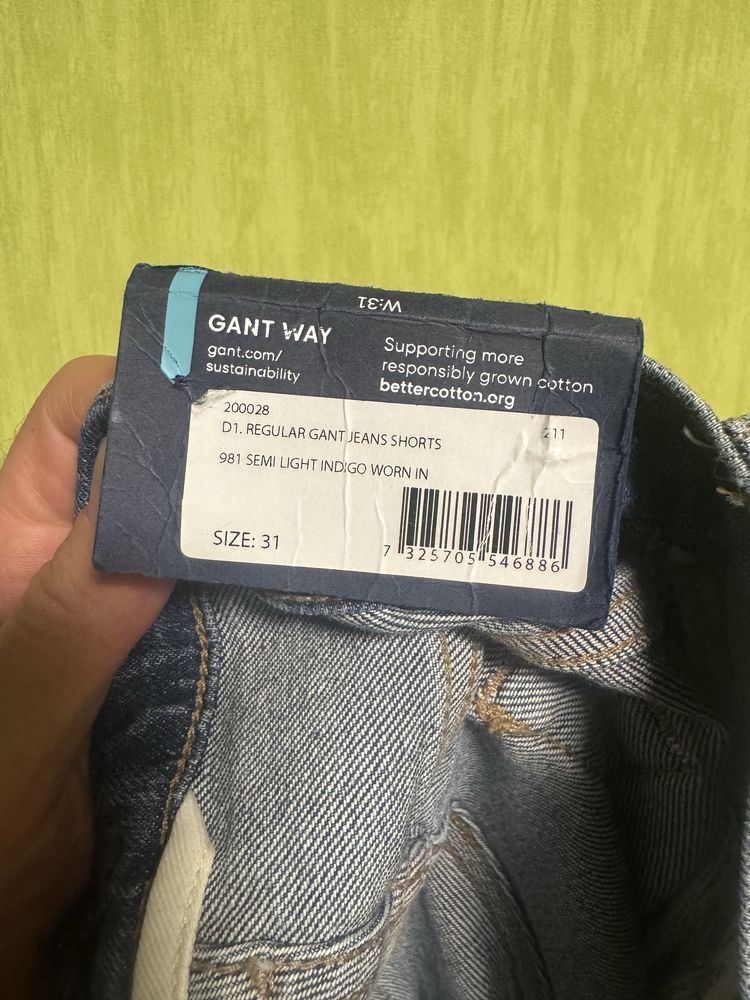 W:31
GANT WAY
gant.com/
sustainability
Supporting more
responsibly grown cotton
bettercotton.org
200028
211
D1. REGULAR GANT JEANS SHORTS
981 SEMI LIGHT INDIGO WORN IN
SIZE: 31
7 325705 546886